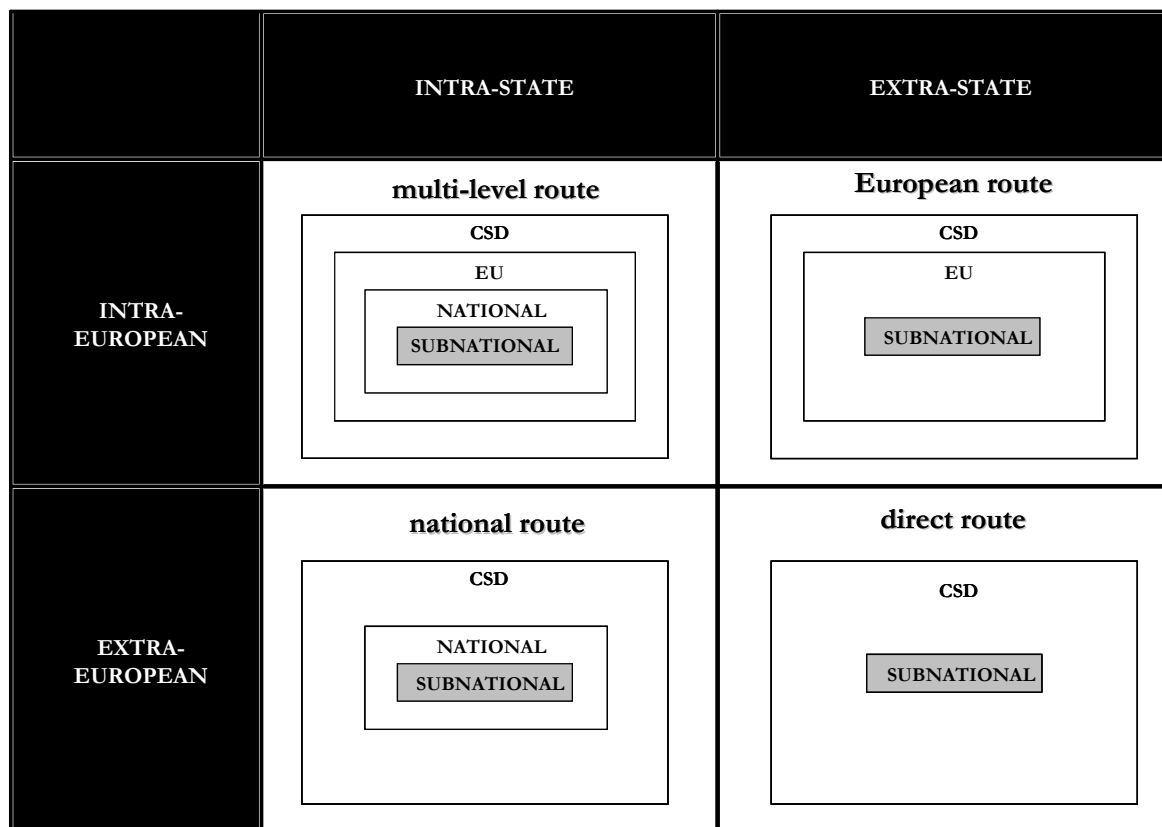 INTRA-STATE
EXTRA-STATE
INTRA-
EUROPEAN
multi-level route
CSD
EU
NATIONAL
SUBNATIONAL
European route
CSD
EU
SUBNATIONAL
EXTRA-
EUROPEAN
national route
CSD
NATIONAL
SUBNATIONAL
direct route
CSD
SUBNATIONAL